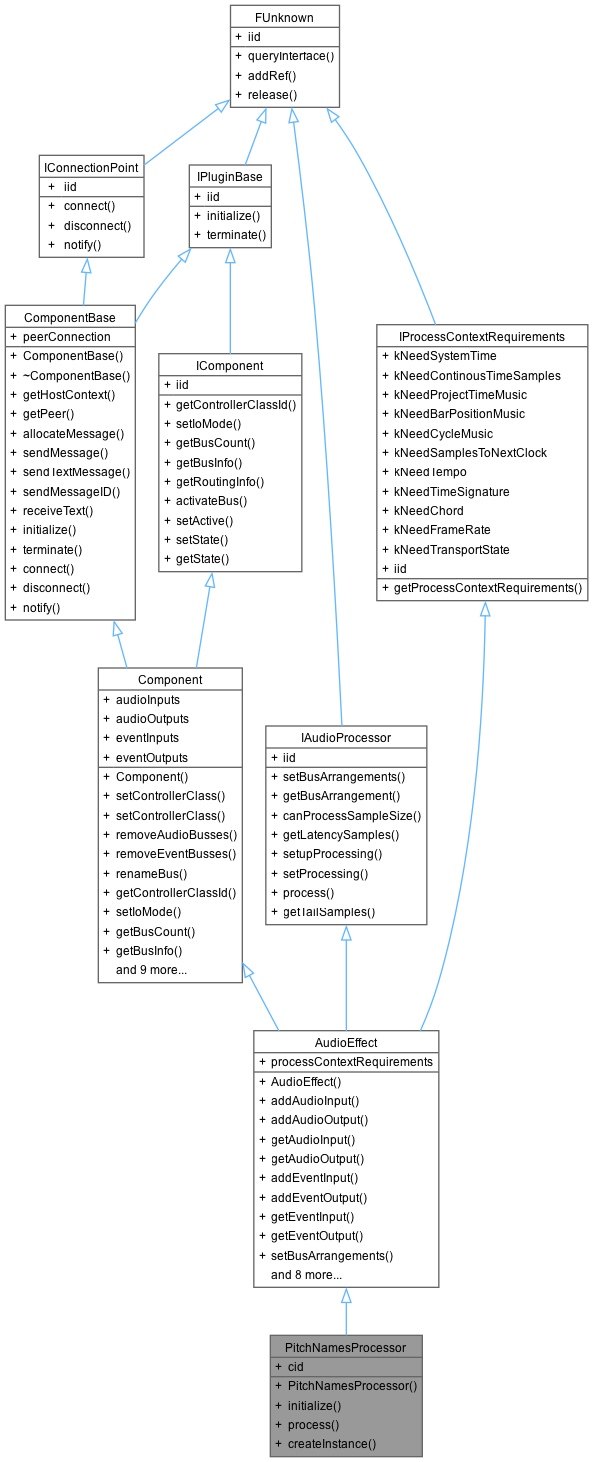 FUnknown
+ iid
+ queryInterface()
+ addRef()
+ release()
IConnectionPoint
+ iid
+ connect()
+ disconnect()
+ notify()
IPluginBase
+ iid
+ initialize()
+ terminate()
ComponentBase
+ peerConnection
+ ComponentBase()
+ ~ComponentBase()
+ getHostContext()
+ getPeer()
+ allocateMessage()
+ sendMessage()
+ sendTextMessage()
+ sendMessageID()
+ receiveText()
+ initialize()
+ terminate()
+ connect()
+ disconnect()
+ notify()
IComponent
+ iid
+ getControllerClassId()
+ setIoMode()
+ getBusCount()
+ getBusInfo()
+ getRoutingInfo()
+ activateBus()
+ setActive()
+ setState()
+ getState()
IProcessContextRequirements
+ kNeedSystemTime
+ kNeedContinousTimeSamples
+ kNeedProjectTimeMusic
+ kNeedBarPositionMusic
+ kNeedCycleMusic
+ kNeedSamplesToNextClock
+ kNeedTempo
+ kNeedTimeSignature
+ kNeedChord
+ kNeedFrameRate
+ kNeedTransportState
+ iid
+ getProcessContextRequirements()
Component
+ audioInputs
+ audioOutputs
+ eventInputs
+ eventOutputs
+ Component()
+ setControllerClass()
+ setControllerClass()
+ removeAudioBusses()
+ removeEventBusses()
+ renameBus()
+ getControllerClassId()
+ setIoMode()
+ getBusCount()
+ getBusInfo()
and 9 more...
IAudioProcessor
+ iid
+ setBusArrangements()
+ getBusArrangement()
+ canProcessSampleSize()
+ getLatencySamples()
+ setupProcessing()
+ setProcessing()
+ process()
+ getTailSamples()
AudioEffect
+ processContextRequirements
+ AudioEffect()
+ addAudioInput()
+ addAudioOutput()
+ getAudioInput()
+ getAudioOutput()
+ addEventInput()
+ addEventOutput()
+ getEventInput()
+ getEventOutput()
+ setBusArrangements()
and 8 more...
PitchNamesProcessor
+ cid
+ PitchNamesProcessor()
+ initialize()
+ process()
+ createInstance()